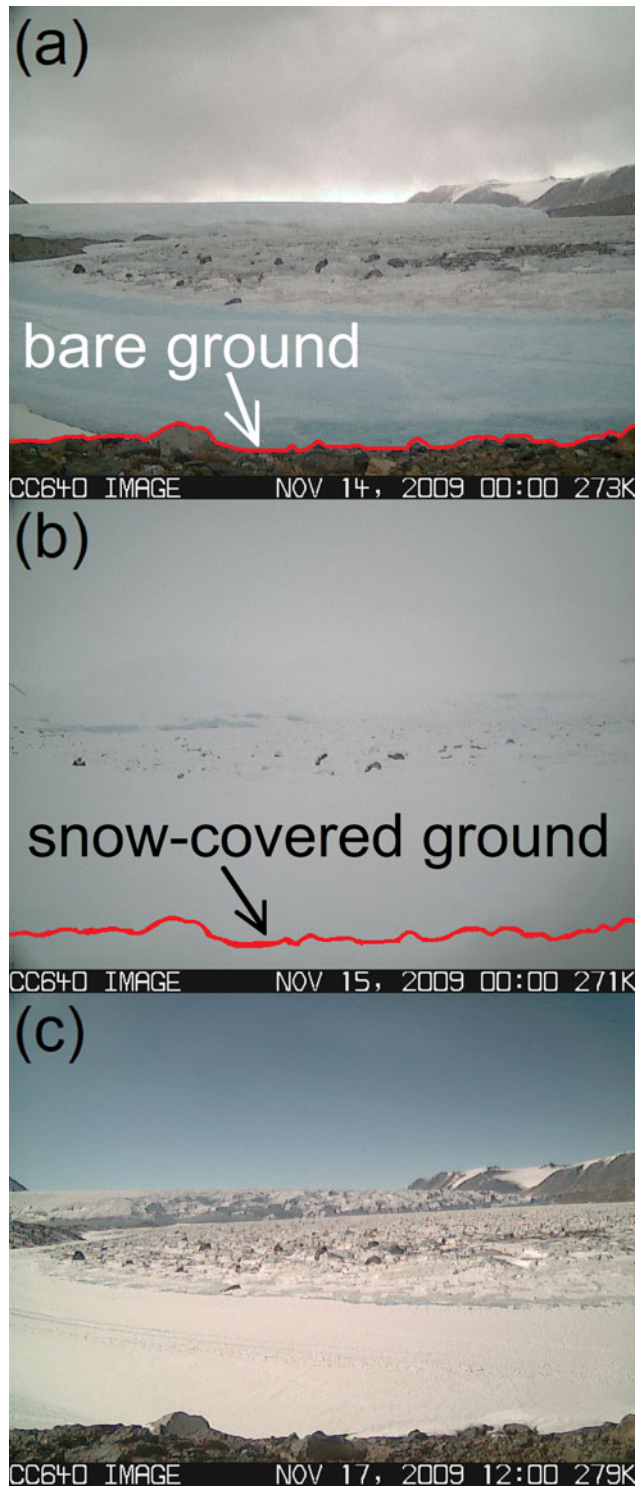 (a)
bare ground
CC640 IMAGE NOV 14, 2009 00:00 273K
(b)
snow-covered ground
CC640 IMAGE NOV 15, 2009 00:00 271K
(c)
CC640 IMAGE NOV 17, 2009 12:00 279K